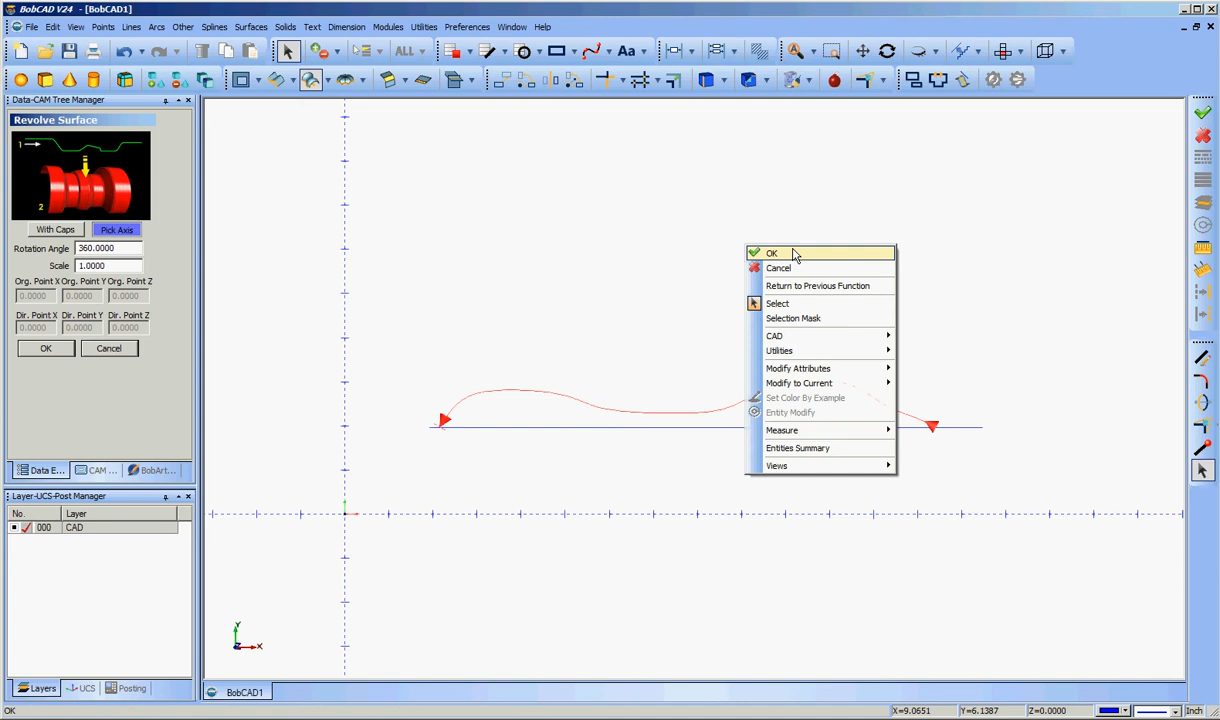 BobCAD V24 - [BobCAD1]
File Edit View Points Lines Arcs Other Splines Surfaces Solids Text Dimension Modules Utilities Preferences Window Help
ALL Aa
Data-CAM Tree Manager
Revolve Surface
1
2
With Caps Pick Axis
Rotation Angle 360.0000
Scale 1.0000
Org. Point X Org. Point Y Org. Point Z
0.0000 0.0000 0.0000
Dir. Point X Dir. Point Y Dir. Point Z
0.0000 0.0000 0.0000
OK Cancel
Data E... CAM ... BobArt...
Layer-UCS-Post Manager
No. Layer
000 CAD
Layers UCS Posting
OK
Cancel
Return to Previous Function
Select
Selection Mask
CAD
Utilities
Modify Attributes
Modify to Current
Set Color By Example
Entity Modify
Measure
Entities Summary
Views
Y
Z X
BobCAD1
OK X=9.0651 Y=6.1387 Z=0.0000 Inch